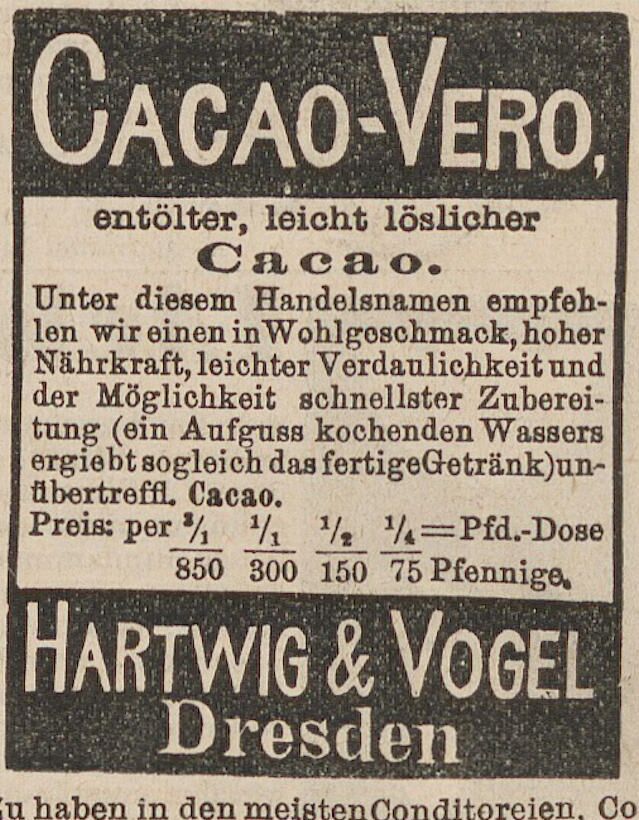 CACAO-VERO,
entölter, leicht löslicher
Cacao.
Unter diesem Handelsnamen empfeh-
len wir einen in Wohlgeschmack, hoher
Nährkraft, leichter Verdaulichkeit und
der Möglichkeit schnellster Zuberei-
tung (ein Aufguss kochenden Wassers
ergiebt sogleich das fertige Getränk) un-
übertreffl. Cacao.
Preis: per 3/1 1/1 1/2 1/4 = Pfd.-Dose
850 300 150 75 Pfennige.
HARTWIG & VOGEL
Dresden
Zu haben in den meisten Conditoreien, Co